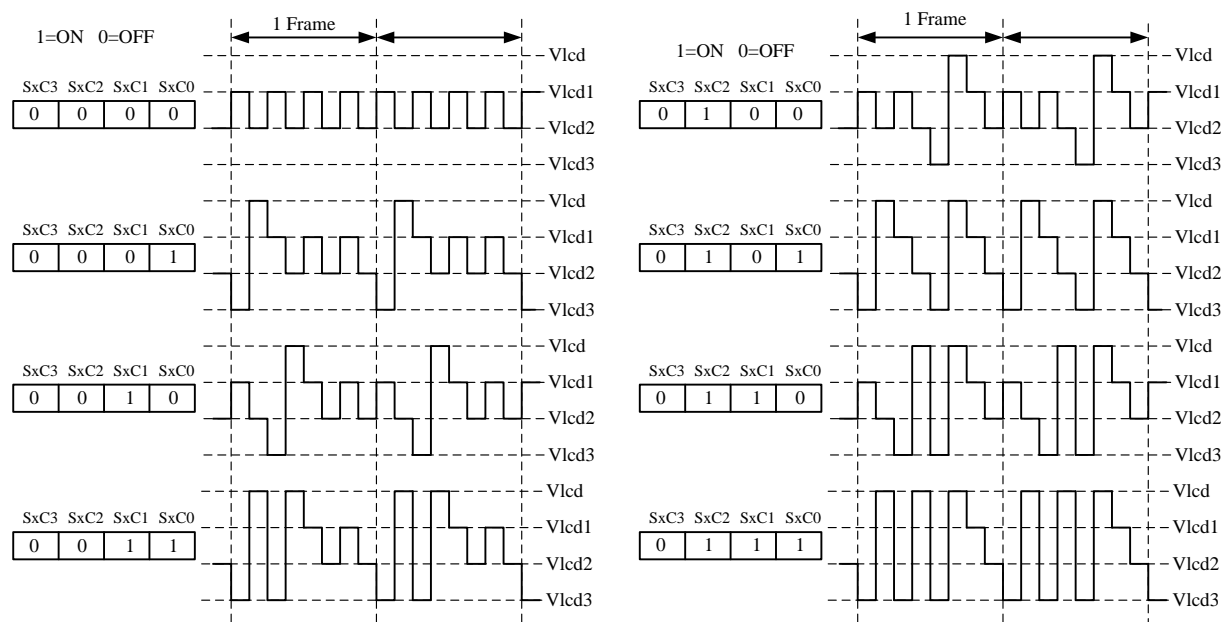 1=ON 0=OFF
1 Frame
Vlcd
SxC3 SxC2 SxC1 SxC0
Vlcd1
0 0 0 0
Vlcd2
Vlcd3
Vlcd
SxC3 SxC2 SxC1 SxC0
Vlcd1
0 0 0 1
Vlcd2
Vlcd3
Vlcd
SxC3 SxC2 SxC1 SxC0
Vlcd1
0 0 1 0
Vlcd2
Vlcd3
Vlcd
SxC3 SxC2 SxC1 SxC0
Vlcd1
0 0 1 1
Vlcd2
Vlcd3
1 Frame
1=ON 0=OFF
Vlcd
SxC3 SxC2 SxC1 SxC0
Vlcd1
0 1 0 0
Vlcd2
Vlcd3
Vlcd
SxC3 SxC2 SxC1 SxC0
Vlcd1
0 1 0 1
Vlcd2
Vlcd3
Vlcd
SxC3 SxC2 SxC1 SxC0
Vlcd1
0 1 1 0
Vlcd2
Vlcd3
Vlcd
SxC3 SxC2 SxC1 SxC0
Vlcd1
0 1 1 1
Vlcd2
Vlcd3